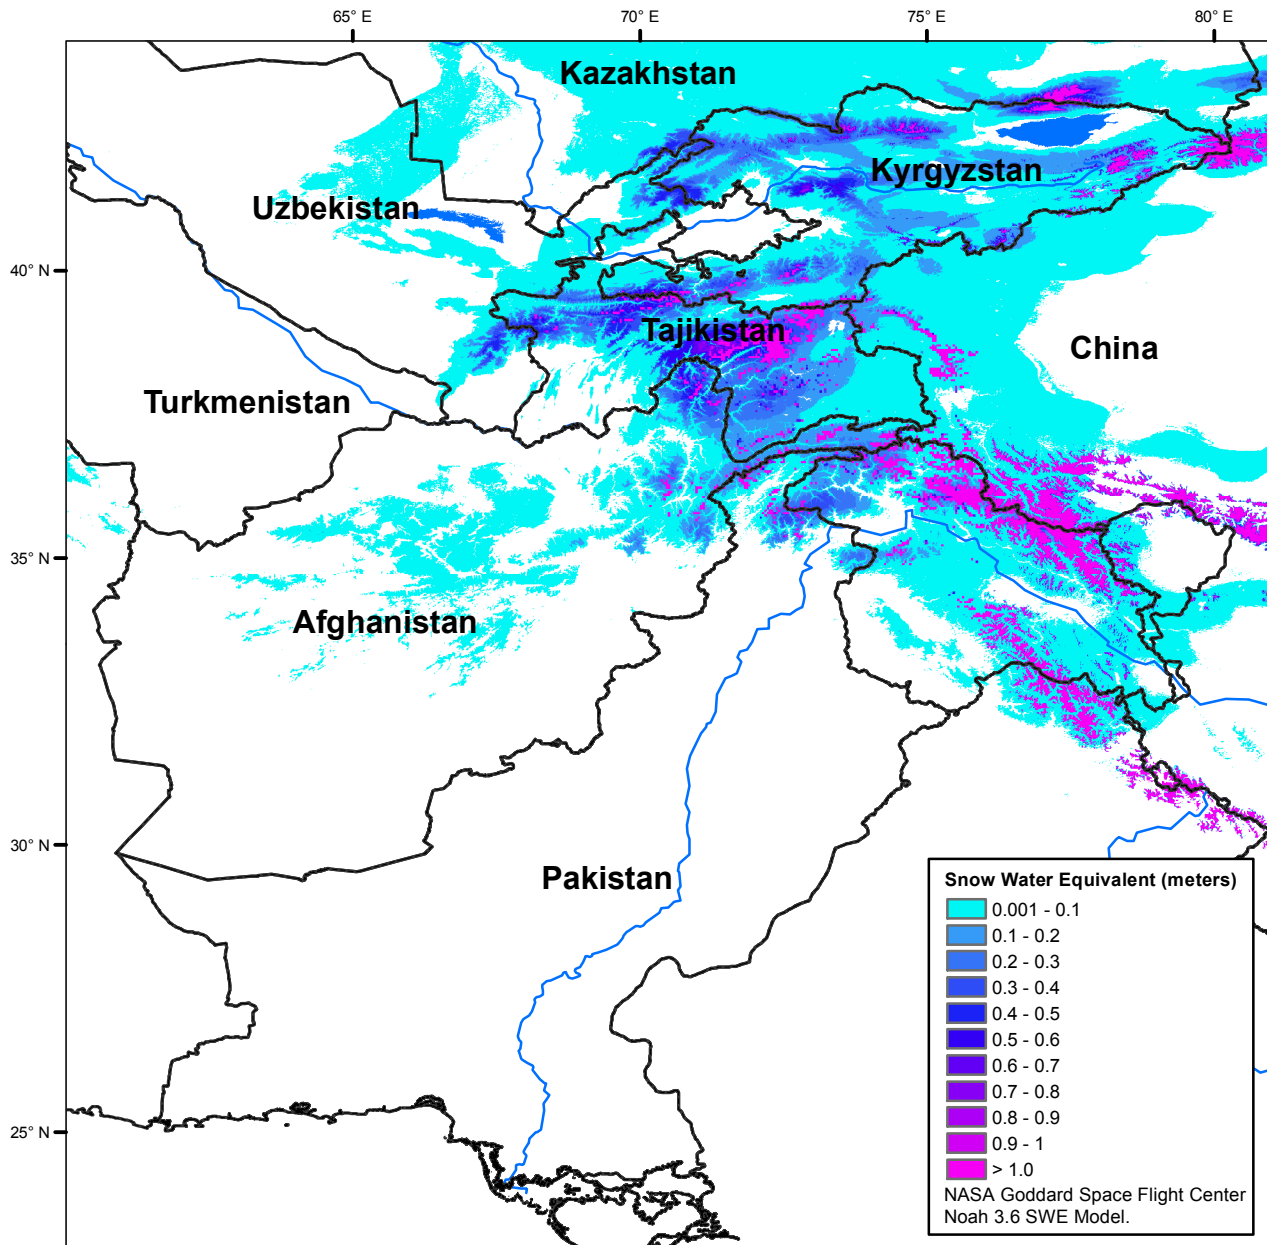 65° E
70° E
75° E
80° E
Kazakhstan
Kyrgyzstan
Uzbekistan
40° N
Tajikistan
China
Turkmenistan
35° N
Afghanistan
30° N
Pakistan
Snow Water Equivalent (meters)
0.001 - 0.1
0.1 - 0.2
0.2 - 0.3
0.3 - 0.4
0.4 - 0.5
0.5 - 0.6
0.6 - 0.7
0.7 - 0.8
0.8 - 0.9
0.9 - 1
> 1.0
NASA Goddard Space Flight Center
Noah 3.6 SWE Model.
25° N